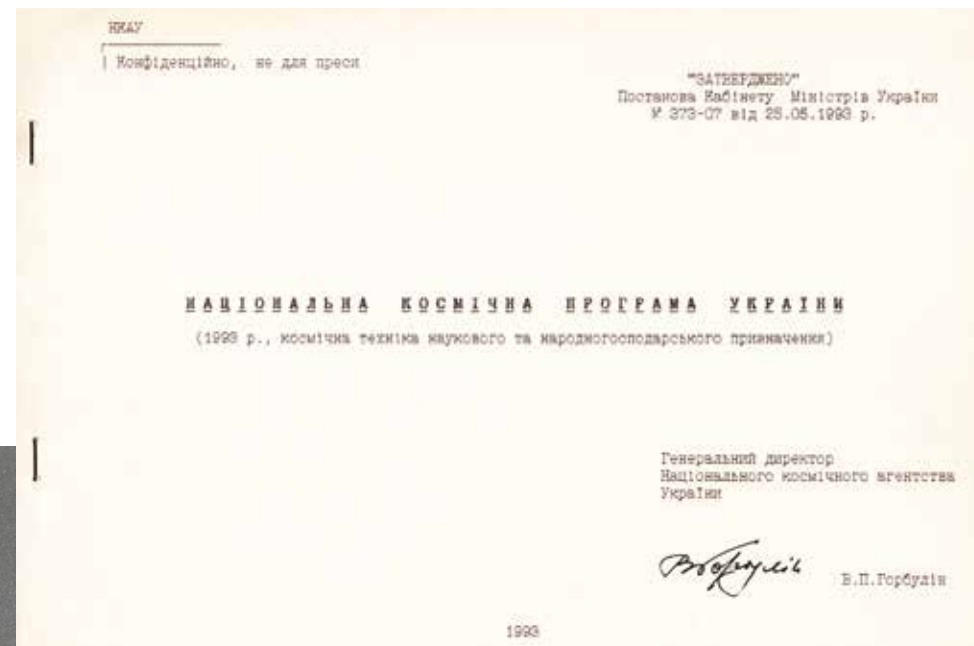 НКАУ
Конфіденційно, не для преси
"ЗАТВЕРДЖЕНО"
Постанова Кабінету Міністрів України
№ 373-07 від 25.05.1993 р.
НАЦІОНАЛЬНА КОСМІЧНА ПРОГРАМА УКРАЇНИ
(1993 р., космічна техніка наукового та народногосподарського призначення)
Генеральний директор
Національного космічного агентства
України
В.П.Горбулін
1993